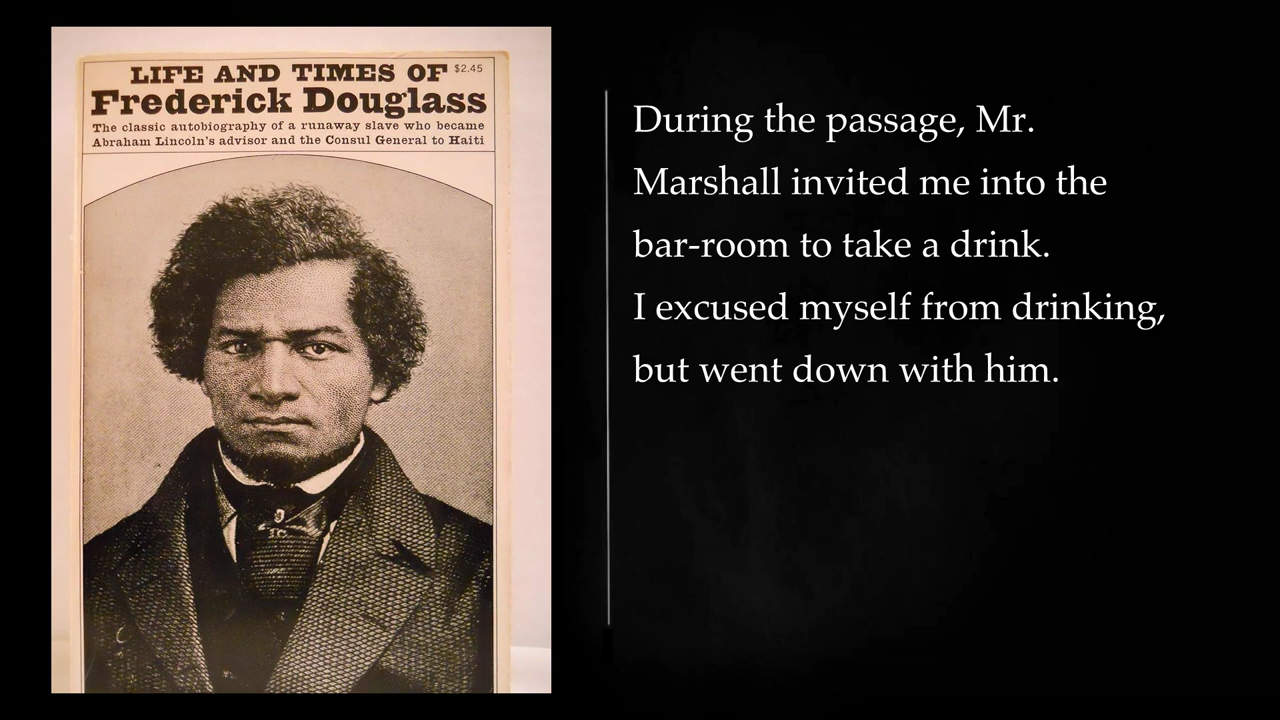 LIFE AND TIMES OF $2.45
Frederick Douglass
The classic autobiography of a runaway slave who became
Abraham Lincoln's advisor and the Consul General to Haiti
During the passage, Mr.
Marshall invited me into the
bar-room to take a drink.
I excused myself from drinking,
but went down with him.